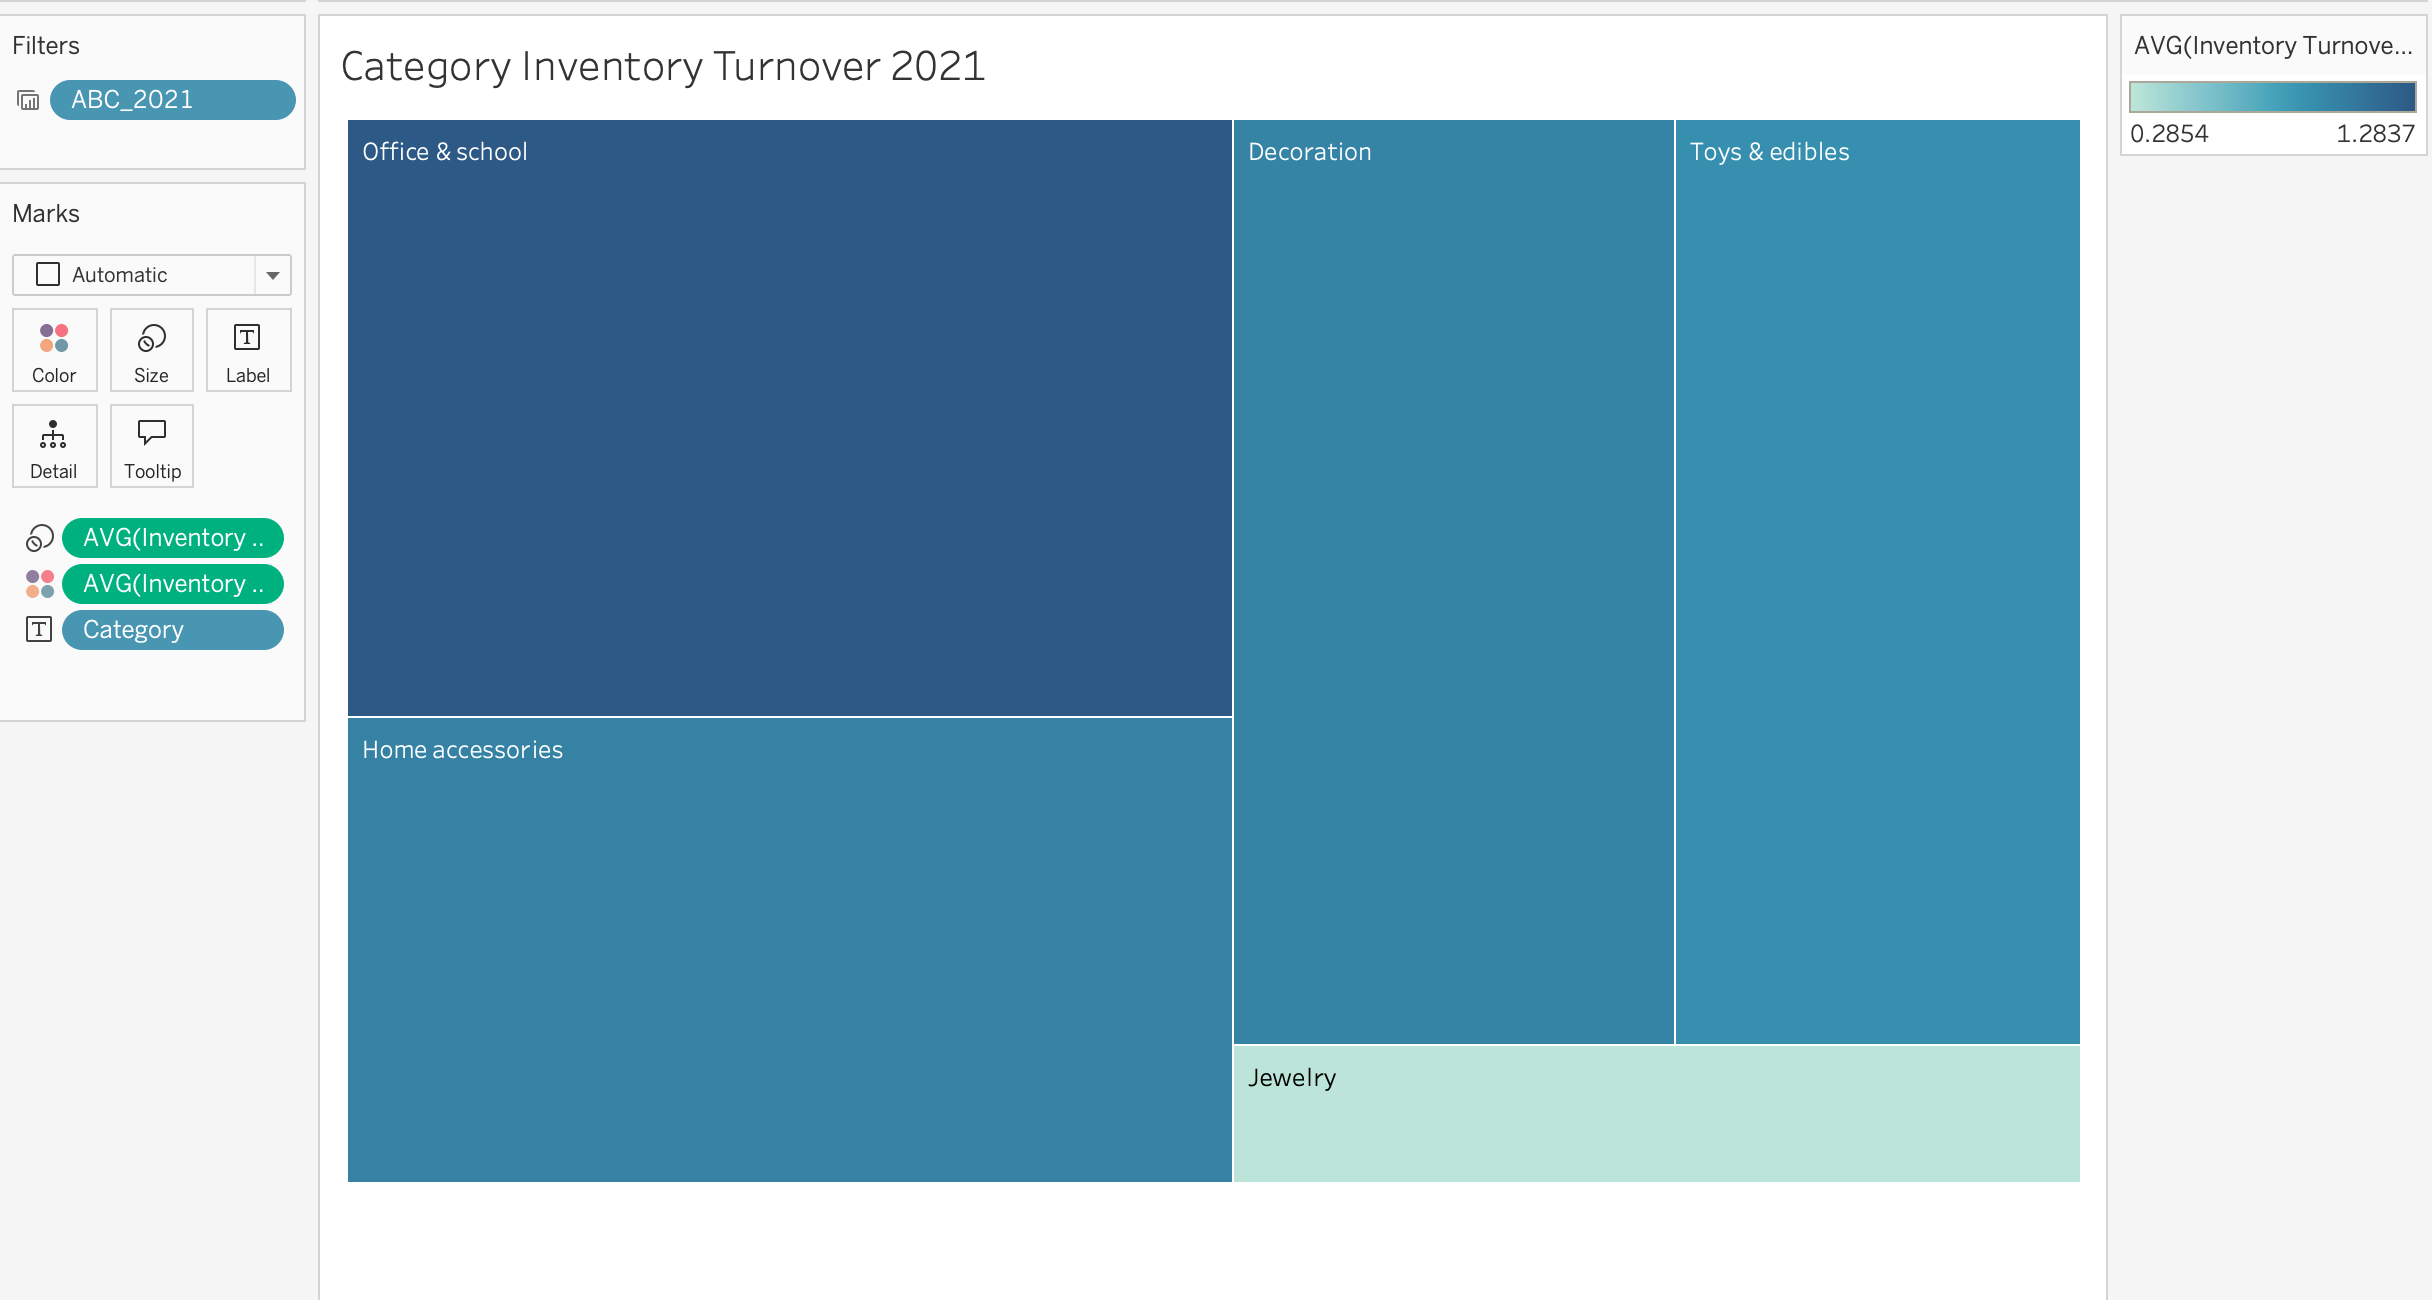 Filters
ABC_2021
Marks
Automatic
Color
Size
Label
Detail
Tooltip
AVG(Inventory ..
AVG(Inventory ..
Category
Category Inventory Turnover 2021
Office & school
Decoration
Toys & edibles
Home accessories
Jewelry
AVG(Inventory Turnove...
0.2854 1.2837